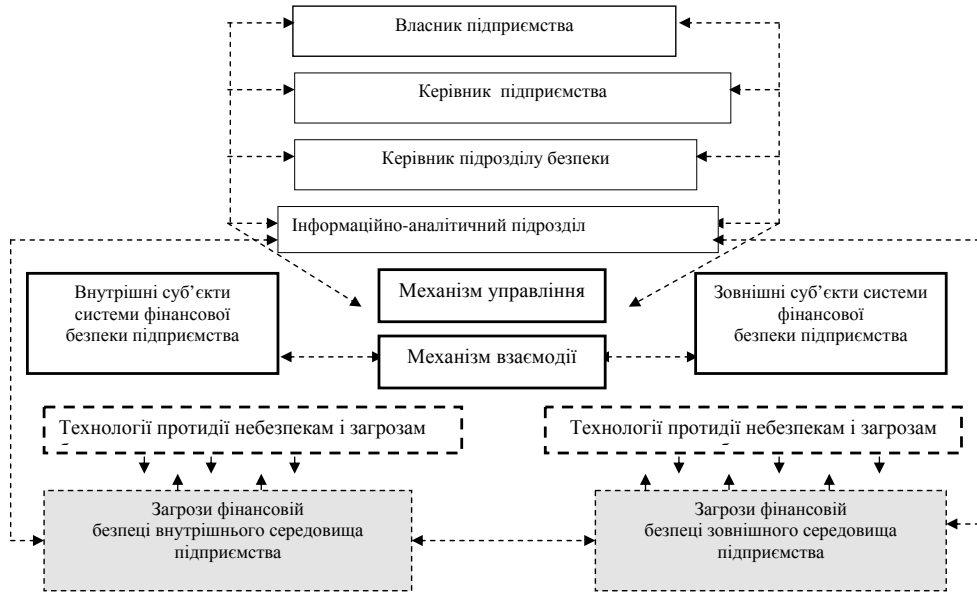 Власник підприємства
Керівник підприємства
Керівник підрозділу безпеки
Інформаційно-аналітичний підрозділ
Механізм управління
Внутрішні суб’єкти
системи фінансової
безпеки підприємства
Зовнішні суб’єкти системи
фінансової
безпеки підприємства
Механізм взаємодії
Технології протидії небезпекам і загрозам
Технології протидії небезпекам і загрозам
Загрози фінансовій
безпеці внутрішнього середовища
підприємства
Загрози фінансовій
безпеці зовнішного середовища
підприємства